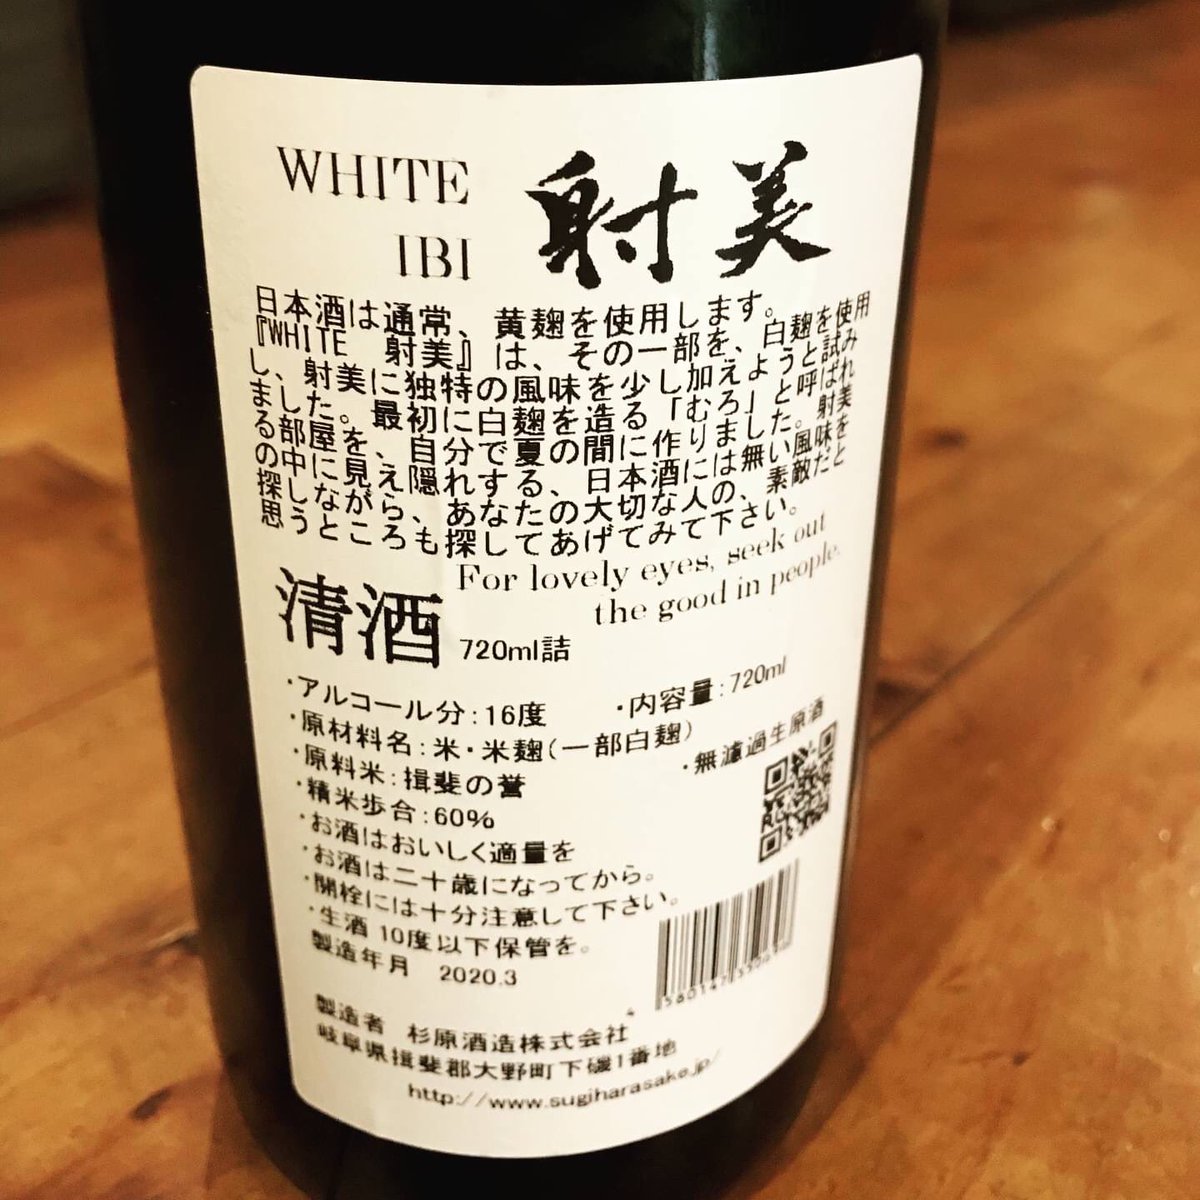 WHITE
IBI
射美
日本酒は通常、黄麹を使用します。
『WHITE 射美』は、その一部を、白麹を使用
し、射美に独特の風味を少し加えようと試み
ました。最初に白麹を造る「むろ」と呼ばれ
る部屋を、自分で夏の間に作りました。射美
の中に見え隠れする、日本酒には無い風味を
探しながら、あなたの大切な人の、素敵だと
思うところも探してあげてみて下さい。
For lovely eyes, seek out
the good in people.
清酒 720ml詰
・アルコール分：16度 ・内容量：720ml
・原材料名：米・米麹（一部白麹）
・原料米：揖斐の誉 ・無濾過生原酒
・精米歩合：60%
・お酒はおいしく適量を
・お酒は二十歳になってから。
・開栓には十分注意して下さい。
・生酒 10度以下保管を。
製造年月 2020.3
製造者 杉原酒造株式会社
岐阜県揖斐郡大野町下磯1番地
http://www.sugiharasake.jp/